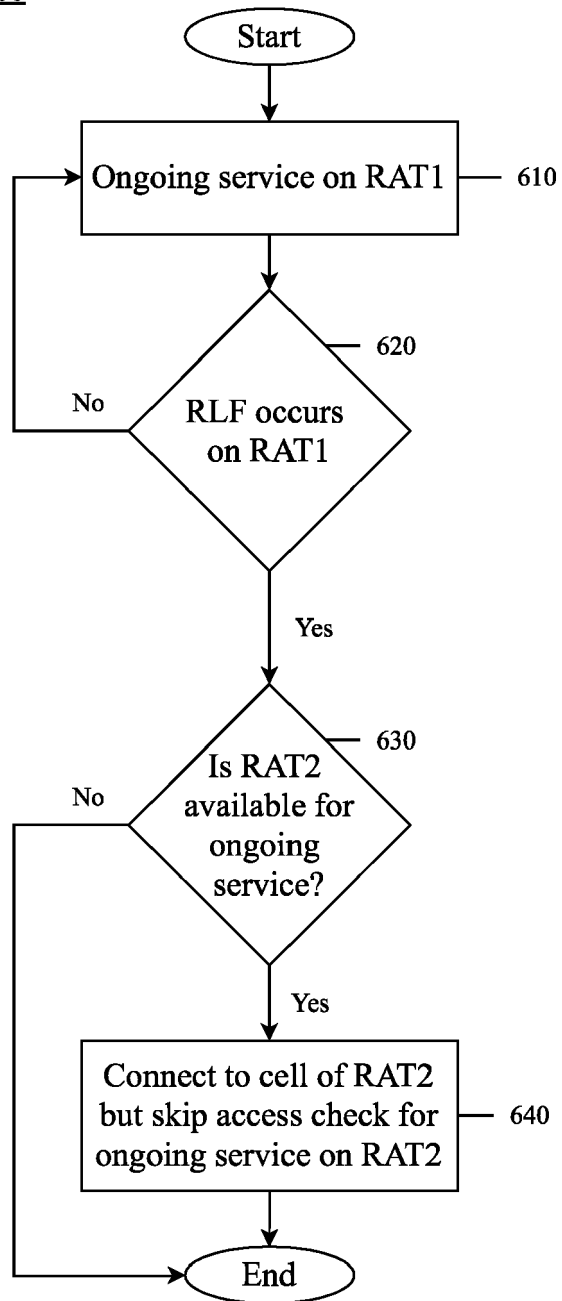 Start
Ongoing service on RAT1
610
620
No
RLF occurs
on RAT1
Yes
630
Is RAT2
No
available for
ongoing
service?
Yes
Connect to cell of RAT2
but skip access check for
640
ongoing service on RAT2
End